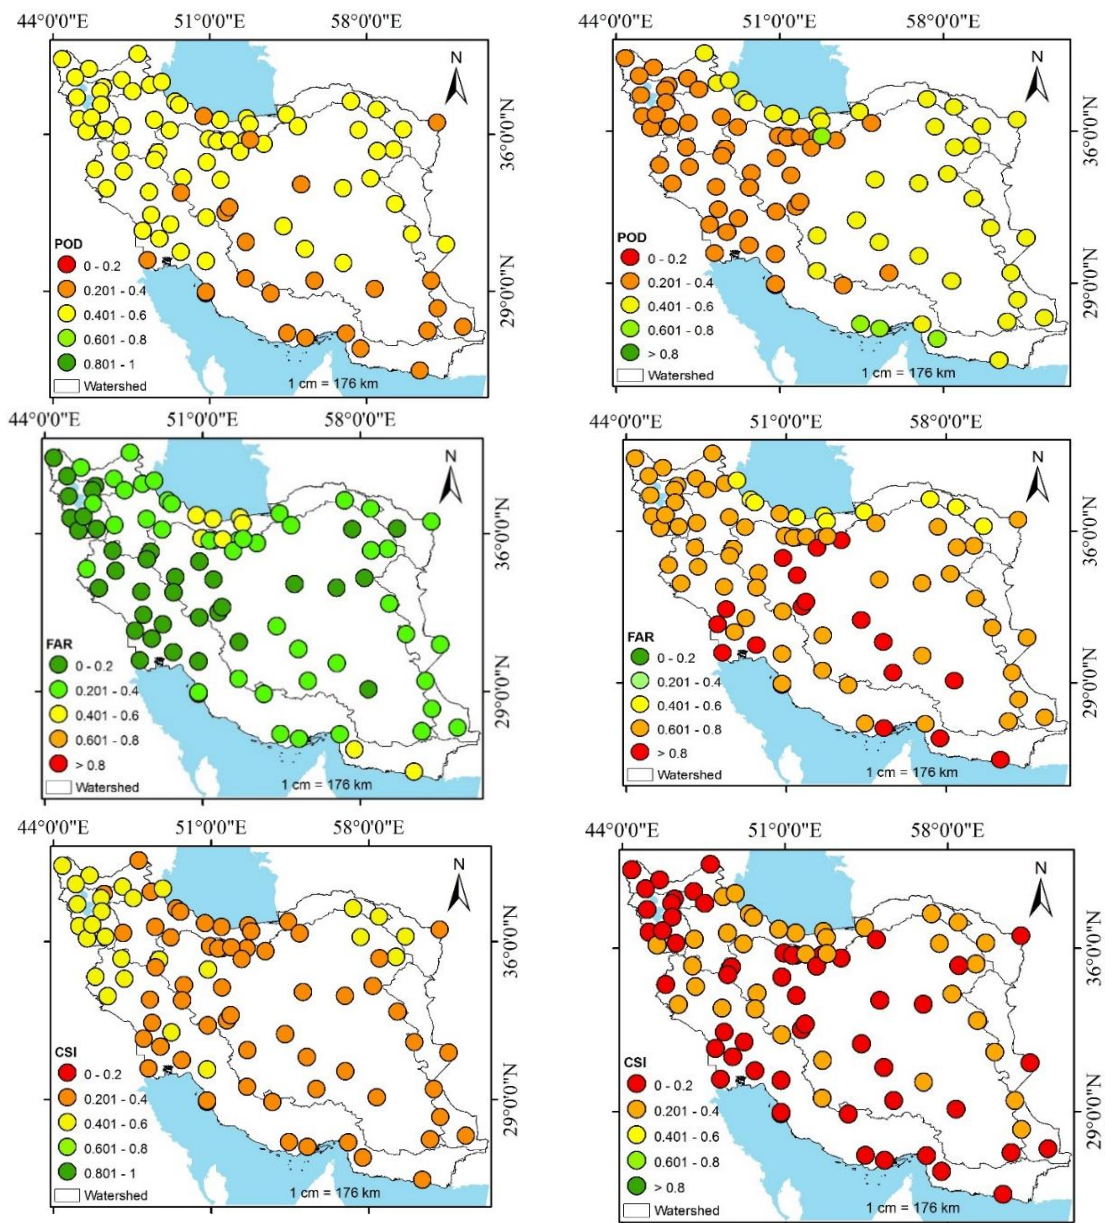 44°0'0"E 51°0'0"E 58°0'0"E
N
36°0'0"N
29°0'0"N
POD
0 - 0.2
0.201 - 0.4
0.401 - 0.6
0.601 - 0.8
0.801 - 1
Watershed
1 cm = 176 km
44°0'0"E 51°0'0"E 58°0'0"E
N
36°0'0"N
29°0'0"N
POD
0 - 0.2
0.201 - 0.4
0.401 - 0.6
0.601 - 0.8
> 0.8
Watershed
1 cm = 176 km
44°0'0"E 51°0'0"E 58°0'0"E
N
36°0'0"N
29°0'0"N
FAR
0 - 0.2
0.201 - 0.4
0.401 - 0.6
0.601 - 0.8
> 0.8
Watershed
1 cm = 176 km
44°0'0"E 51°0'0"E 58°0'0"E
N
36°0'0"N
29°0'0"N
FAR
0 - 0.2
0.201 - 0.4
0.401 - 0.6
0.601 - 0.8
> 0.8
Watershed
1 cm = 176 km
44°0'0"E 51°0'0"E 58°0'0"E
N
36°0'0"N
29°0'0"N
CSI
0 - 0.2
0.201 - 0.4
0.401 - 0.6
0.601 - 0.8
0.801 - 1
Watershed
1 cm = 176 km
44°0'0"E 51°0'0"E 58°0'0"E
N
36°0'0"N
29°0'0"N
CSI
0 - 0.2
0.201 - 0.4
0.401 - 0.6
0.601 - 0.8
> 0.8
Watershed
1 cm = 176 km